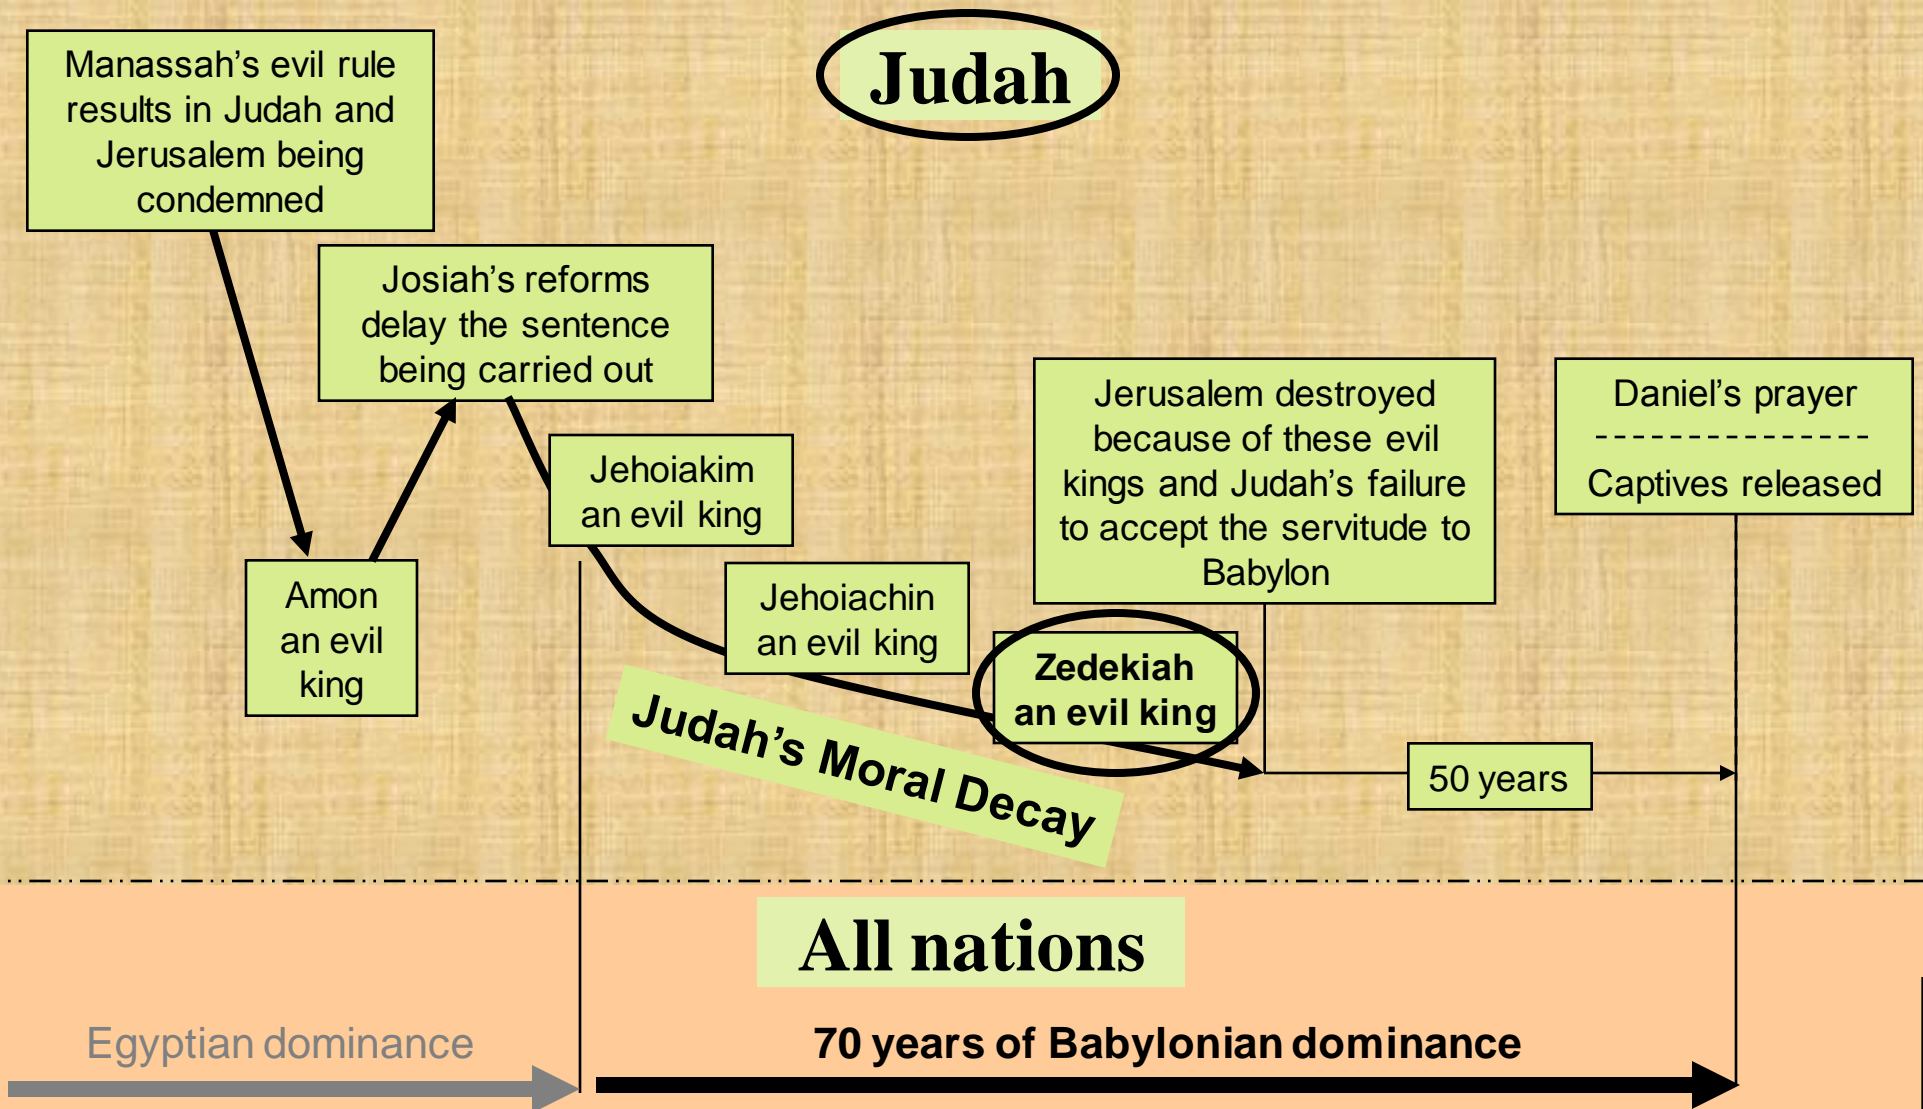 Judah
Manassah's evil rule
results in Judah and
Jerusalem being
condemned
Josiah's reforms
delay the sentence
being carried out
Amon
an evil
king
Jehoiakim
an evil king
Jehoiachin
an evil king
Zedekiah
an evil king
Judah's Moral Decay
Jerusalem destroyed
because of these evil
kings and Judah's failure
to accept the servitude to
Babylon
Daniel's prayer
Captives released
50 years
All nations
Egyptian dominance
70 years of Babylonian dominance